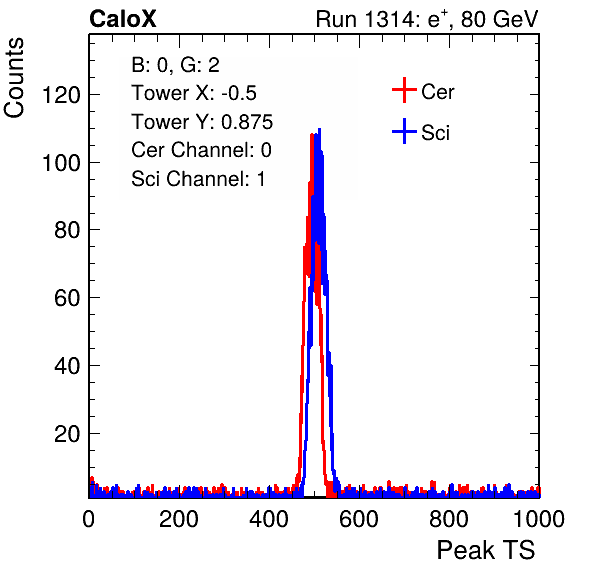 CaloX Run 1314: e⁺, 80 GeV
Counts
B: 0, G: 2
Tower X: -0.5
Tower Y: 0.875
Cer Channel: 0
Sci Channel: 1
Cer
Sci
120
100
80
60
40
20
0 200 400 600 800 1000
Peak TS